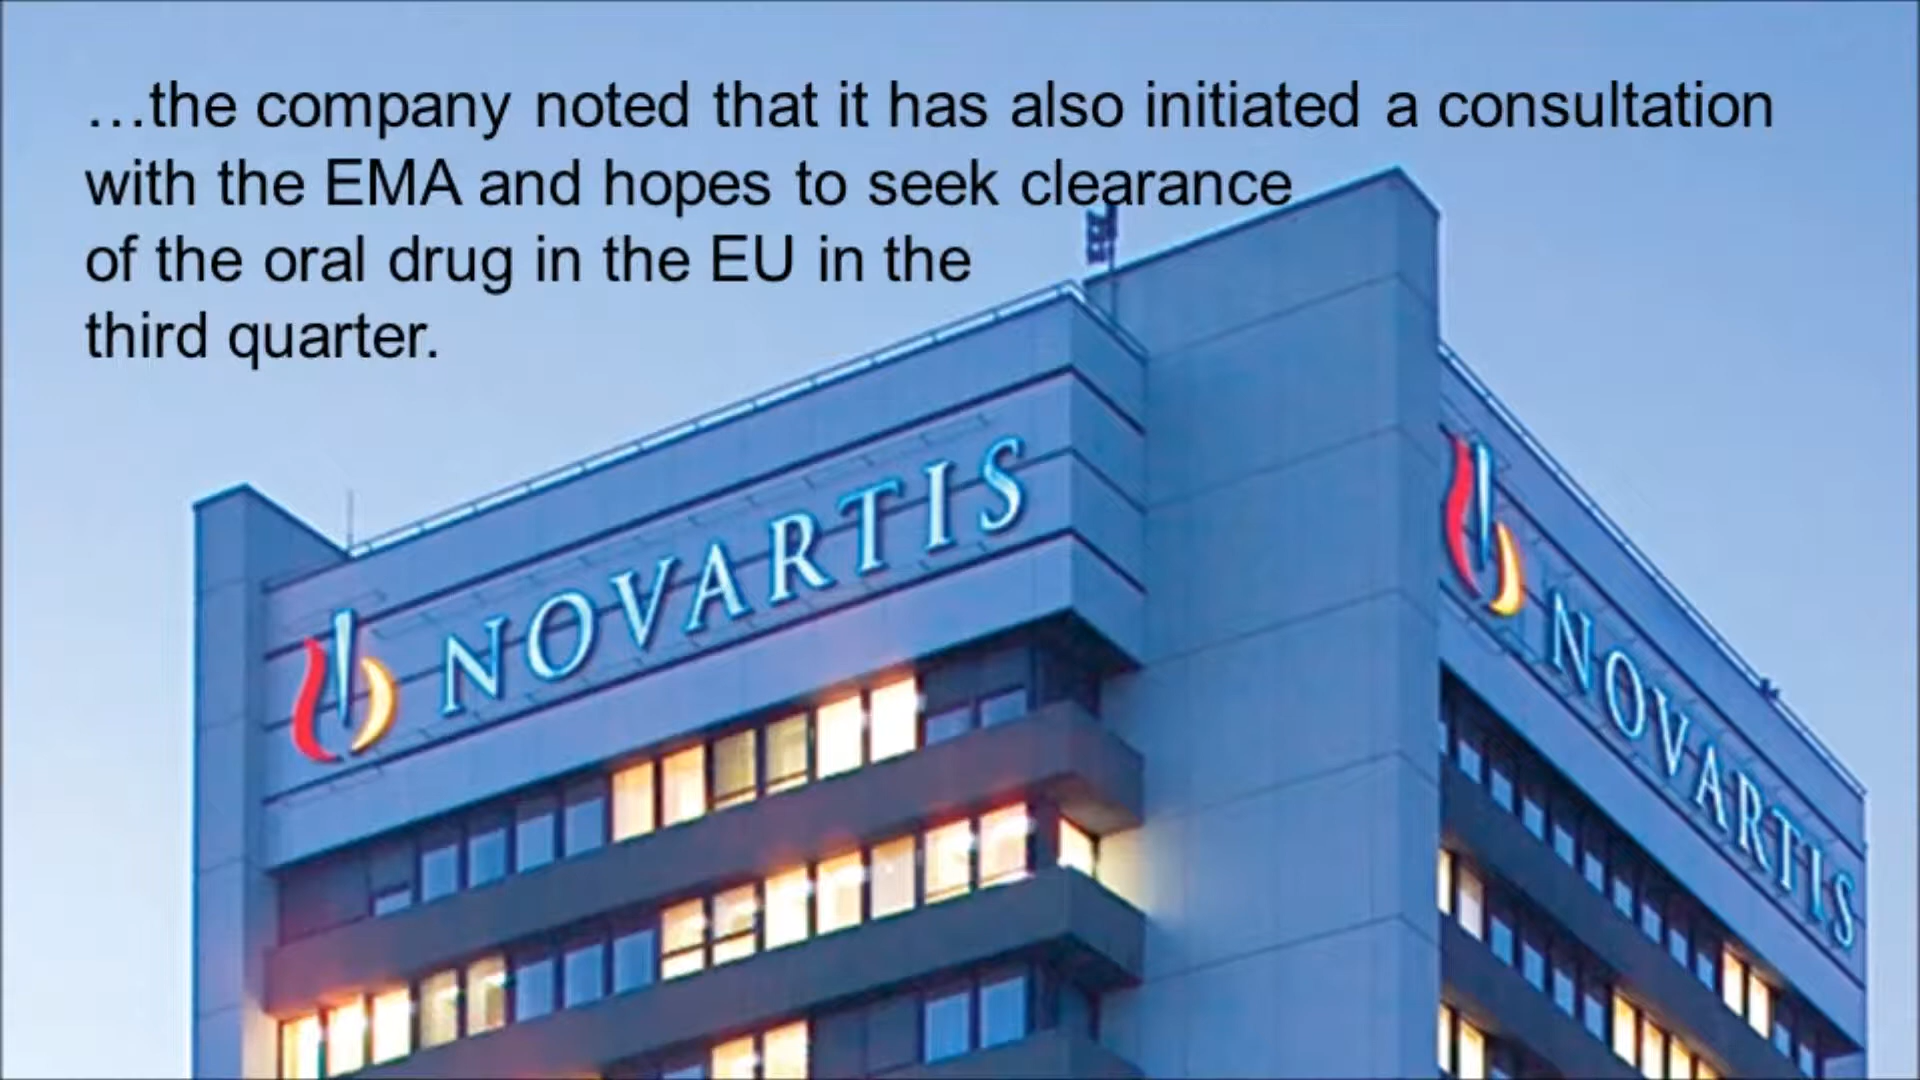 …the company noted that it has also initiated a consultation
with the EMA and hopes to seek clearance
of the oral drug in the EU in the
third quarter.
NOVARTIS
NOVARTIS